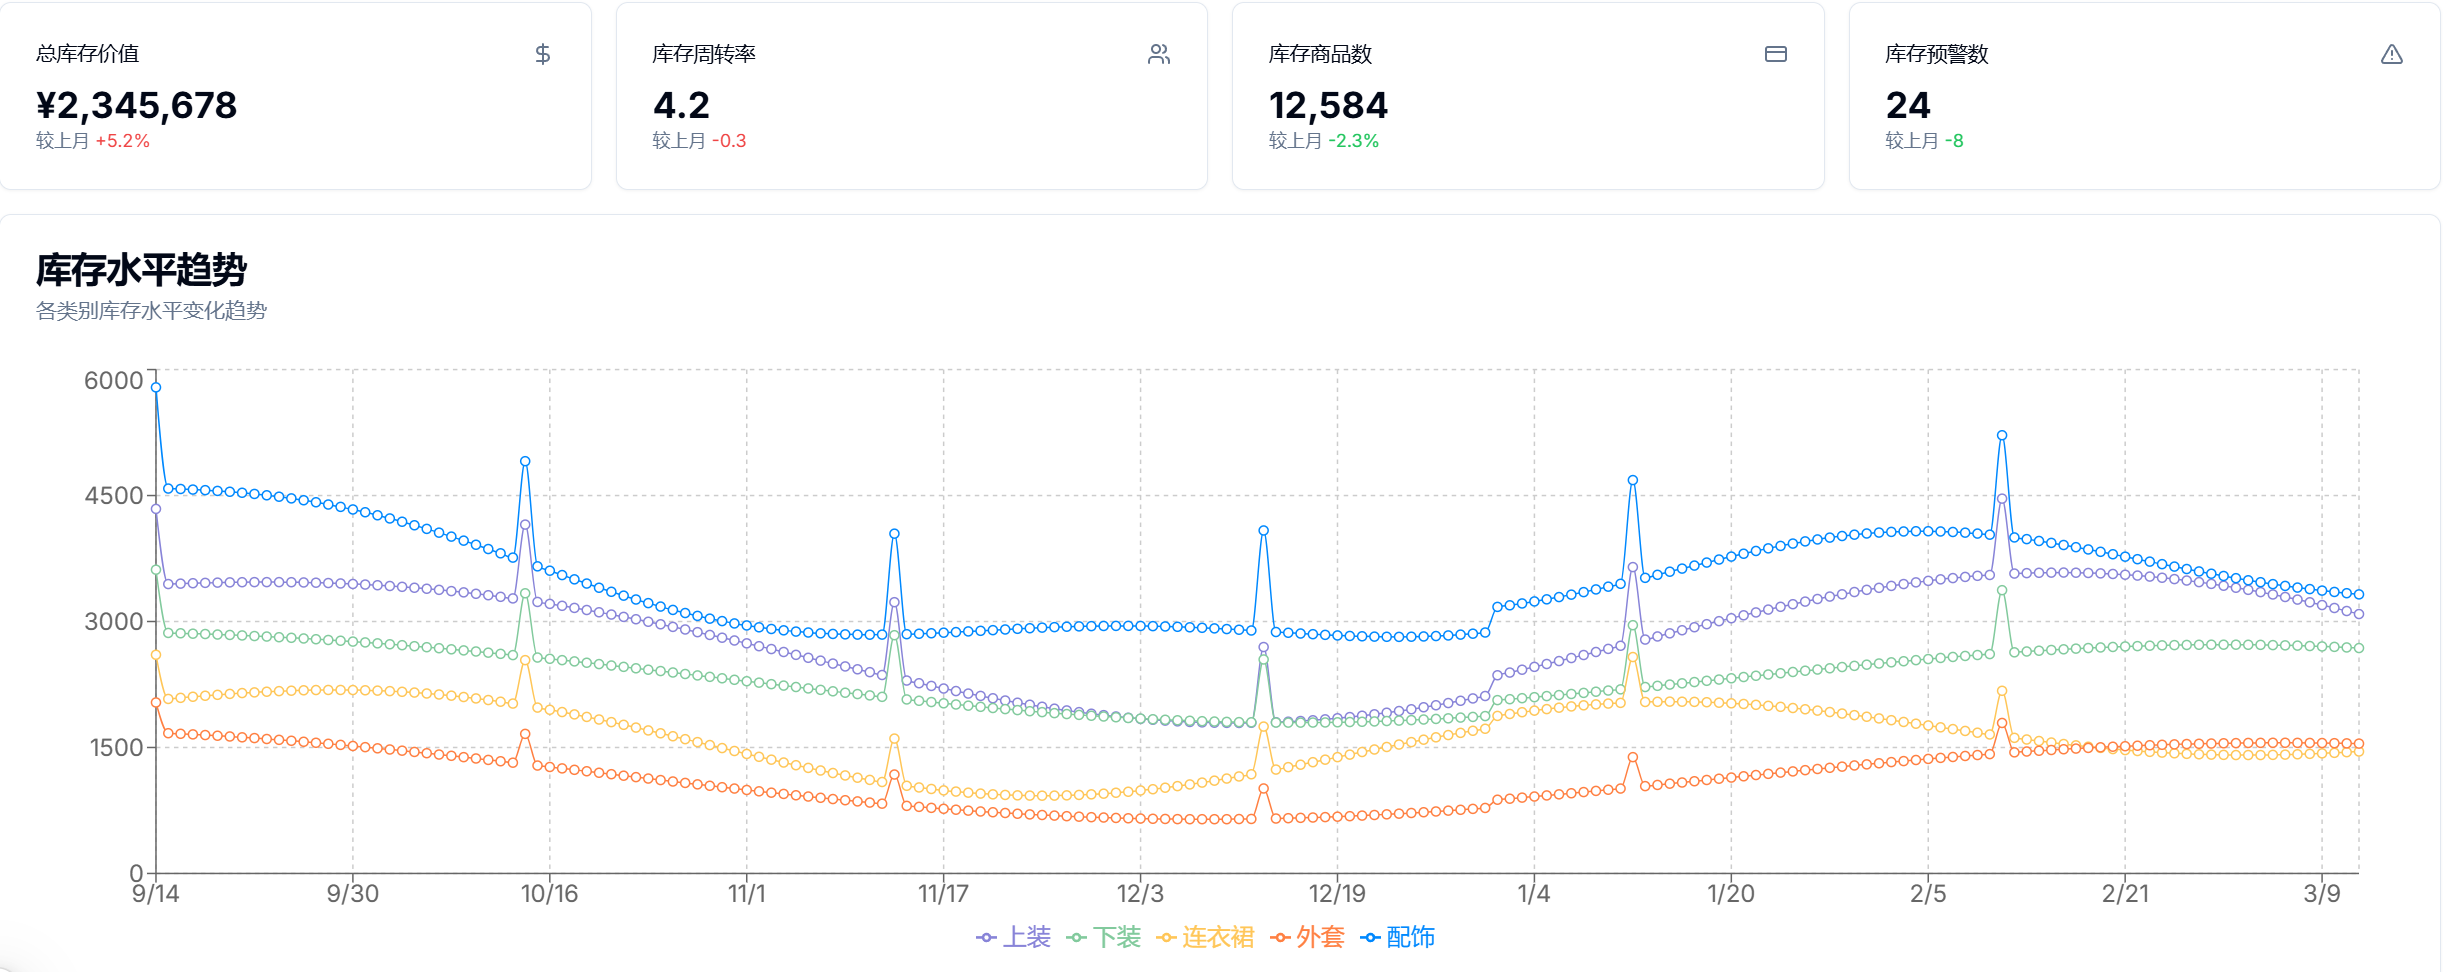 总库存价值
¥2,345,678
较上月 +5.2%
库存周转率
4.2
较上月 -0.3
库存商品数
12,584
较上月 -2.3%
库存预警数
24
较上月 -8
库存水平趋势
各类别库存水平变化趋势
6000
4500
3000
1500
0
9/14 9/30 10/16 11/1 11/17 12/3 12/19 1/4 1/20 2/5 2/21 3/9
上装 下装 连衣裙 外套 配饰